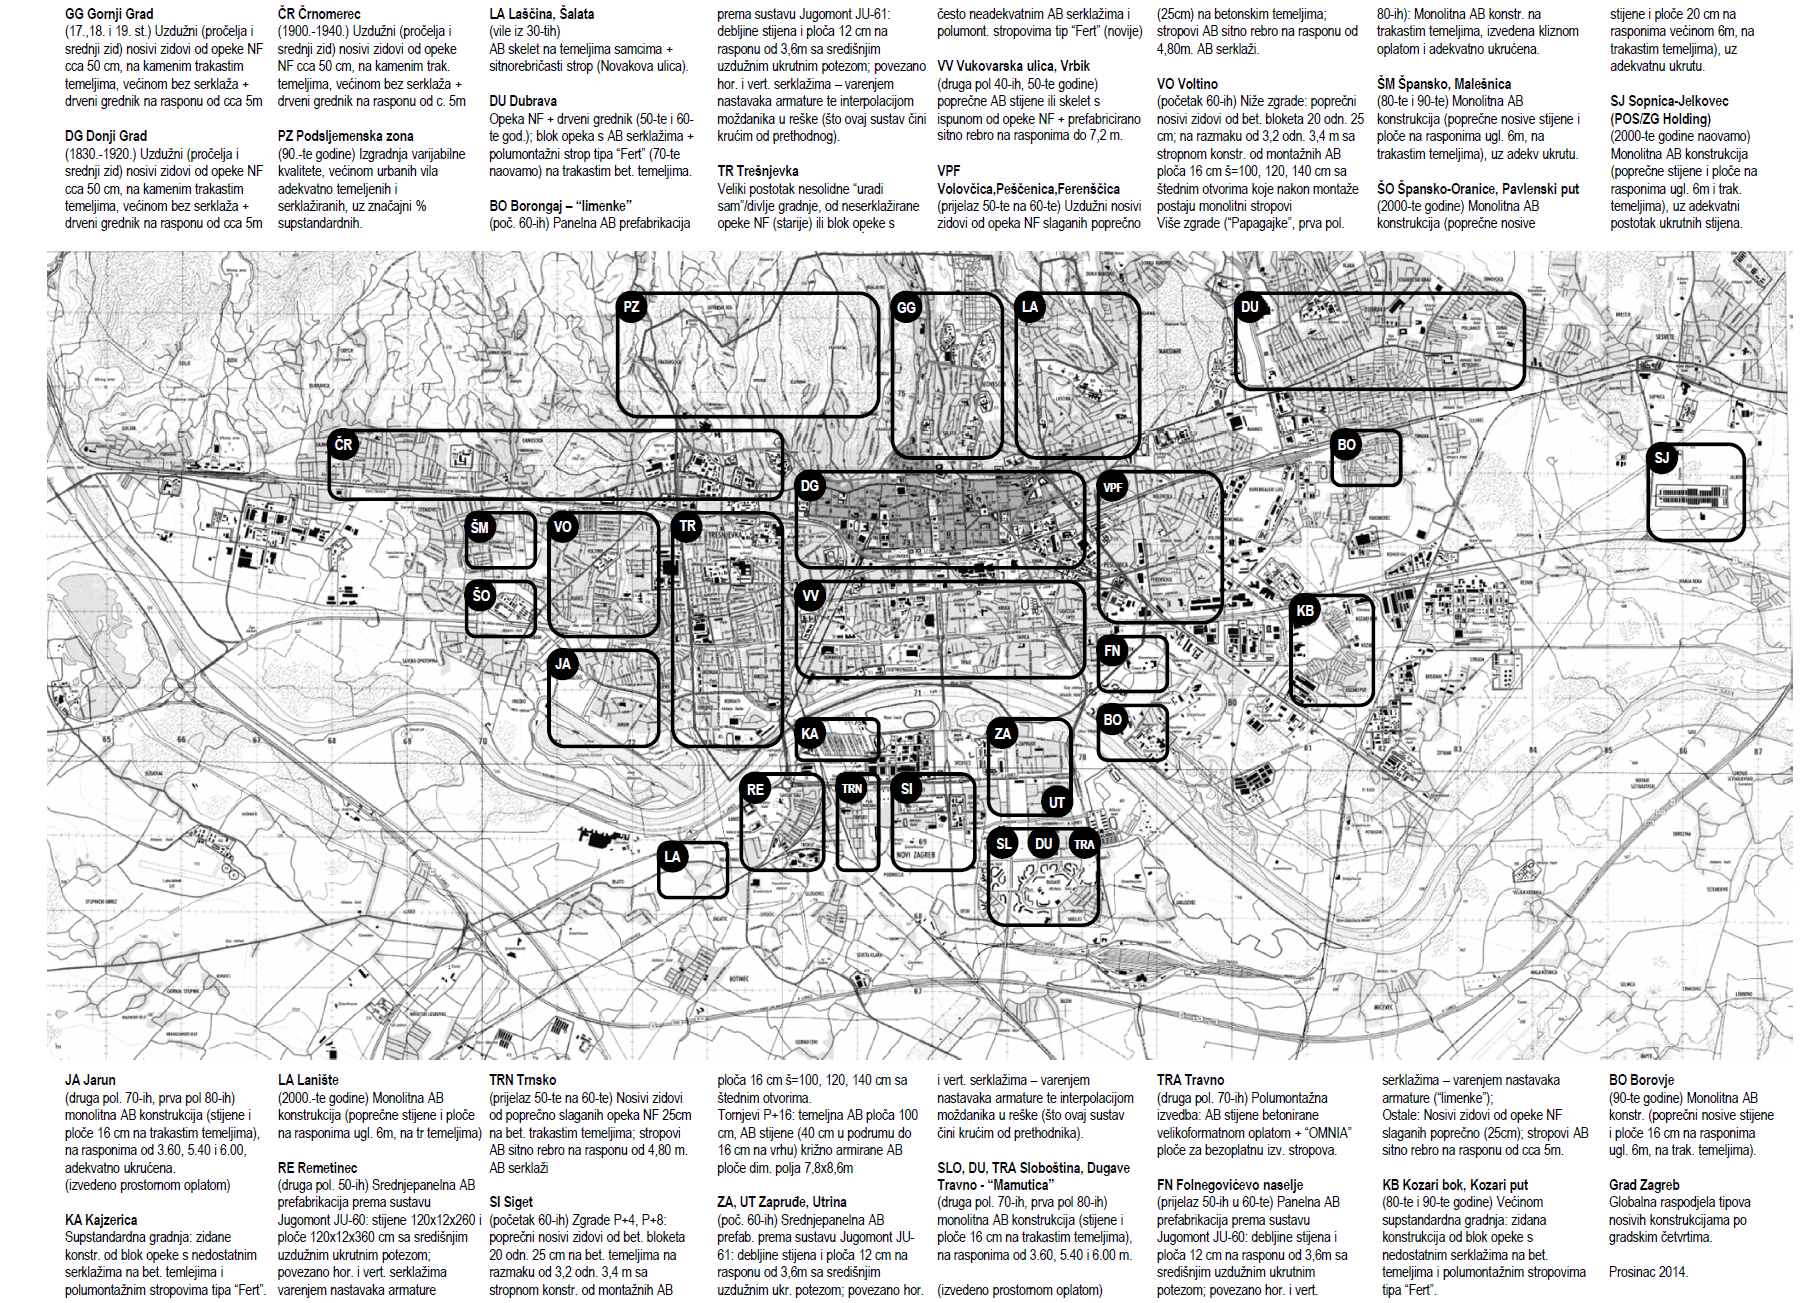 GG Gornji Grad
(17.,18. i 19. st.) Uzdužni (pročelja i
srednji zid) nosivi zidovi od opeke NF
cca 50 cm, na kamenim trakastim
temeljima, većinom bez serklaža +
drveni grednik na rasponu od cca 5m
DG Donji Grad
(1830.-1920.) Uzdužni (pročelja i
srednji zid) nosivi zidovi od opeke NF
cca 50 cm, na kamenim trakastim
temeljima, većinom bez serklaža +
drveni grednik na rasponu od cca 5m
ČR Črnomerec
(1900.-1940.) Uzdužni (pročelja i
srednji zid) nosivi zidovi od opeke
NF cca 50 cm, na kamenim trak.
temeljima, većinom bez serklaža +
drveni grednik na rasponu od c. 5m
PZ Podsljemenska zona
(90.-te godine) Izgradnja varijabilne
kvalitete, većinom urbanih vila
adekvatno temeljenih i
serklažiranih, uz značajni %
supstandardnih.
LA Laščina, Šalata
(vile iz 30-tih)
AB skelet na temeljima samcima +
sitnorebričasti strop (Novakova ulica).
DU Dubrava
Opeka NF + drveni grednik (50-te i 60-
te god.); blok opeka s AB serklažima +
polumontažni strop tipa “Fert” (70-te
naovamo) na trakastim bet. temeljima.
BO Borongaj – “limenke”
(poč. 60-ih) Panelna AB prefabrikacija
prema sustavu Jugomont JU-61:
debljine stijena i ploča 12 cm na
rasponu od 3,6m sa središnjim
uzdužnim ukrutnim potezom; povezano
hor. i vert. serklažima – varenjem
nastavaka armature te interpolacijom
moždanika u reške (što ovaj sustav čini
krućim od prethodnog).
TR Trešnjevka
Veliki postotak nesolidne “uradi
sam”/divlje gradnje, od neserklažirane
opeke NF (starije) ili blok opeke s
često neadekvatnim AB serklažima i
polumont. stropovima tip “Fert” (novije)
VV Vukovarska ulica, Vrbik
(druga pol 40-ih, 50-te godine)
poprečne AB stijene ili skelet s
ispunom od opeke NF + prefabricirano
sitno rebro na rasponima do 7,2 m.
VPF
Volovčica,Peščenica,Ferenščica
(prijelaz 50-te na 60-te) Uzdužni nosivi
zidovi od opeka NF slaganih poprečno
(25cm) na betonskim temeljima;
stropovi AB sitno rebro na rasponu od
4,80m. AB serklaži.
VO Voltino
(početak 60-ih) Niže zgrade: poprečni
nosivi zidovi od bet. bloketa 20 odn. 25
cm; na razmaku od 3,2 odn. 3,4 m sa
stropnom konstr. od montažnih AB
ploča 16 cm š=100, 120, 140 cm sa
štednim otvorima koje nakon montaže
postaju monolitni stropovi
Više zgrade (“Papagajke”, prva pol.
80-ih): Monolitna AB konstr. na
trakastim temeljima, izvedena kliznom
oplatom i adekvatno ukrućena.
ŠM Špansko, Malešnica
(80-te i 90-te) Monolitna AB
konstrukcija (poprečne nosive stijene i
ploče na rasponima ugl. 6m, na
trakastim temeljima), uz adekv ukrutu.
ŠO Špansko-Oranice, Pavlenski put
(2000-te godine) Monolitna AB
konstrukcija (poprečne nosive
stijene i ploče 20 cm na
rasponima većinom 6m, na
trakastim temeljima), uz
adekvatnu ukrutu.
SJ Sopnica-Jelkovec
(POS/ZG Holding)
(2000-te godine naovamo)
Monolitna AB konstrukcija
(poprečne stijene i ploče na
rasponima ugl. 6m i trak.
temeljima), uz adekvatni
postotak ukrutnih stijena.
PZ
GG
LA
DU
ČR
BO
SJ
DG
VPF
ŠM
VO
TR
ŠO
VV
KB
FN
JA
BO
KA
ZA
RE
TRN
SI
UT
NOVI ZAGREB
LA
SL
DU
TRA
JA Jarun
(druga pol. 70-ih, prva pol 80-ih)
monolitna AB konstrukcija (stijene i
ploče 16 cm na trakastim temeljima),
na rasponima od 3.60, 5.40 i 6.00,
adekvatno ukrućena.
(izvedeno prostornom oplatom)
KA Kajzerica
Supstandardna gradnja: zidane
konstr. od blok opeke s nedostatnim
serklažima na bet. temlejima i
polumontažnim stropovima tipa “Fert”.
LA Lanište
(2000.-te godine) Monolitna AB
konstrukcija (poprečne stijene i ploče
na rasponima ugl. 6m, na tr temeljima)
RE Remetinec
(druga pol. 50-ih) Srednjepanelna AB
prefabrikacija prema sustavu
Jugomont JU-60: stijene 120x12x260 i
ploče 120x12x360 cm sa središnjim
uzdužnim ukrutnim potezom;
povezano hor. i vert. serklažima
varenjem nastavaka armature
TRN Trnsko
(prijelaz 50-te na 60-te) Nosivi zidovi
od poprečno slaganih opeka NF 25cm
na bet. trakastim temeljima; stropovi
AB sitno rebro na rasponu od 4,80 m.
AB serklaži
SI Siget
(početak 60-ih) Zgrade P+4, P+8:
poprečni nosivi zidovi od bet. bloketa
20 odn. 25 cm na bet. temeljima na
razmaku od 3,2 odn. 3,4 m sa
stropnom konstr. od montažnih AB
ploča 16 cm š=100, 120, 140 cm sa
štednim otvorima.
Tornjevi P+16: temeljna AB ploča 100
cm, AB stijene (40 cm u podrumu do
16 cm na vrhu) križno armirane AB
ploče dim. polja 7,8x8,6m
ZA, UT Zapruđe, Utrina
(poč. 60-ih) Srednjepanelna AB
prefab. prema sustavu Jugomont JU-
61: debljine stijena i ploča 12 cm na
rasponu od 3,6m sa središnjim
uzdužnim ukr. potezom; povezano hor.
i vert. serklažima – varenjem
nastavaka armature te interpolacijom
moždanika u reške (što ovaj sustav
čini krućim od prethodnika).
SLO, DU, TRA Sloboština, Dugave
Travno - “Mamutica”
(druga pol. 70-ih, prva pol 80-ih)
monolitna AB konstrukcija (stijene i
ploče 16 cm na trakastim temeljima),
na rasponima od 3.60, 5.40 i 6.00 m.
(izvedeno prostornom oplatom)
TRA Travno
(druga pol. 70-ih) Polumontažna
izvedba: AB stijene betonirane
velikoformatnom oplatom + “OMNIA”
ploče za bezoplatnu izv. stropova.
FN Folnegovićevo naselje
(prijelaz 50-ih u 60-te) Panelna AB
prefabrikacija prema sustavu
Jugomont JU-60: debljine stijena i
ploča 12 cm na rasponu od 3,6m sa
središnjim uzdužnim ukrutnim
potezom; povezano hor. i vert.
serklažima – varenjem nastavaka
armature (“limenke”);
Ostale: Nosivi zidovi od opeke NF
slaganih poprečno (25cm); stropovi AB
sitno rebro na rasponu od cca 5m.
KB Kozari bok, Kozari put
(80-te i 90-te godine) Većinom
supstandardna gradnja: zidana
konstrukcija od blok opeke s
nedostatnim serklažima na bet.
temeljima i polumontažnim stropovima
tipa “Fert”.
BO Borovje
(90-te godine) Monolitna AB
konstr. (poprečni nosive stijene
i ploče 16 cm na rasponima
ugl. 6m, na trak. temeljima).
Grad Zagreb
Globalna raspodjela tipova
nosivih konstrukcijama po
gradskim četvrtima.
Prosinac 2014.